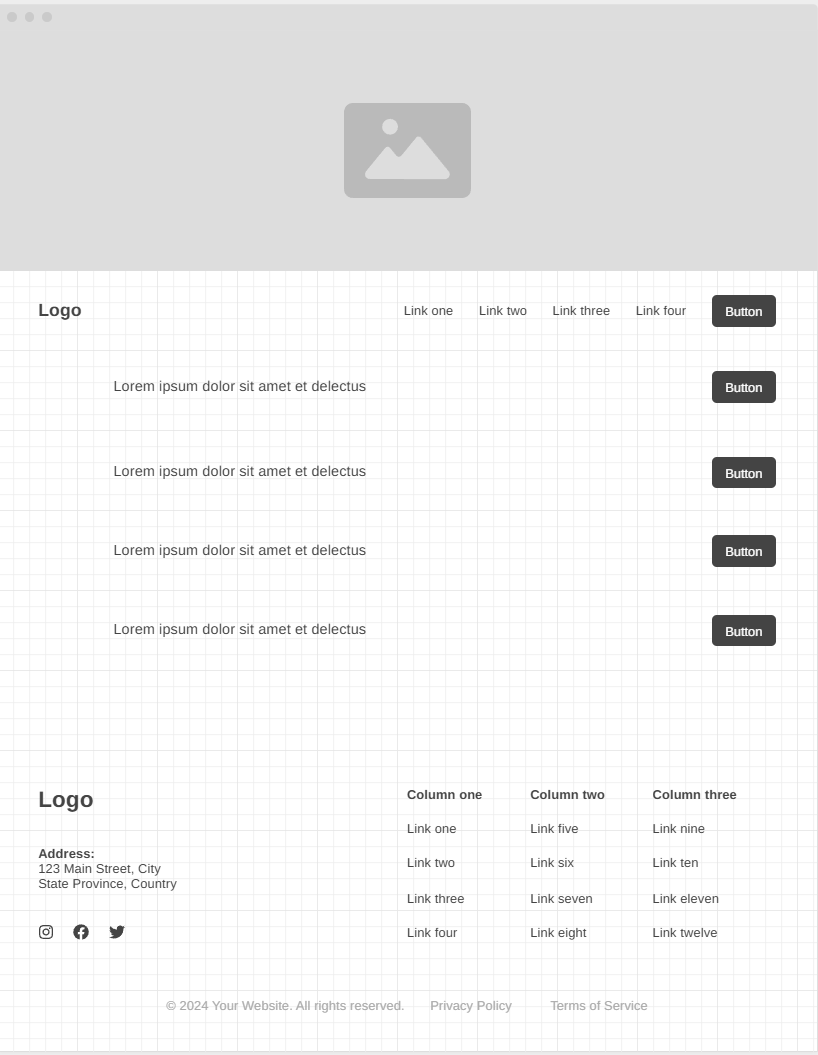 Logo
Link one
Link two
Link three
Link four
Button
Lorem ipsum dolor sit amet et delectus
Button
Lorem ipsum dolor sit amet et delectus
Button
Lorem ipsum dolor sit amet et delectus
Button
Lorem ipsum dolor sit amet et delectus
Button
Logo
Address:
123 Main Street, City
State Province, Country
Column one
Link one
Link two
Link three
Link four
Column two
Link five
Link six
Link seven
Link eight
Column three
Link nine
Link ten
Link eleven
Link twelve
© 2024 Your Website. All rights reserved.
Privacy Policy
Terms of Service